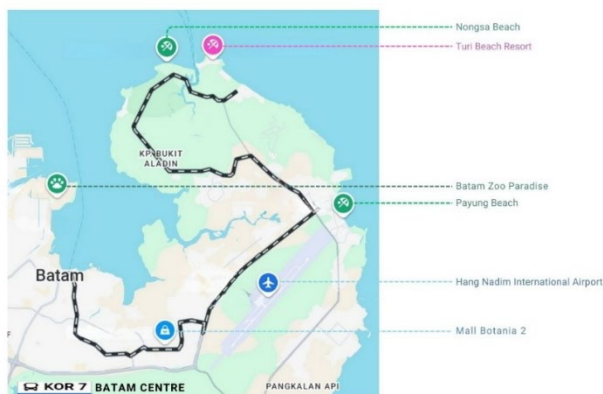 Nongsa Beach
Turi Beach Resort
KP. BUKIT
ALADIN
Batam Zoo Paradise
Payung Beach
Batam
Hang Nadim International Airport
Mall Botania 2
F
KOR 7 BATAM CENTRE
PANGKALAN API